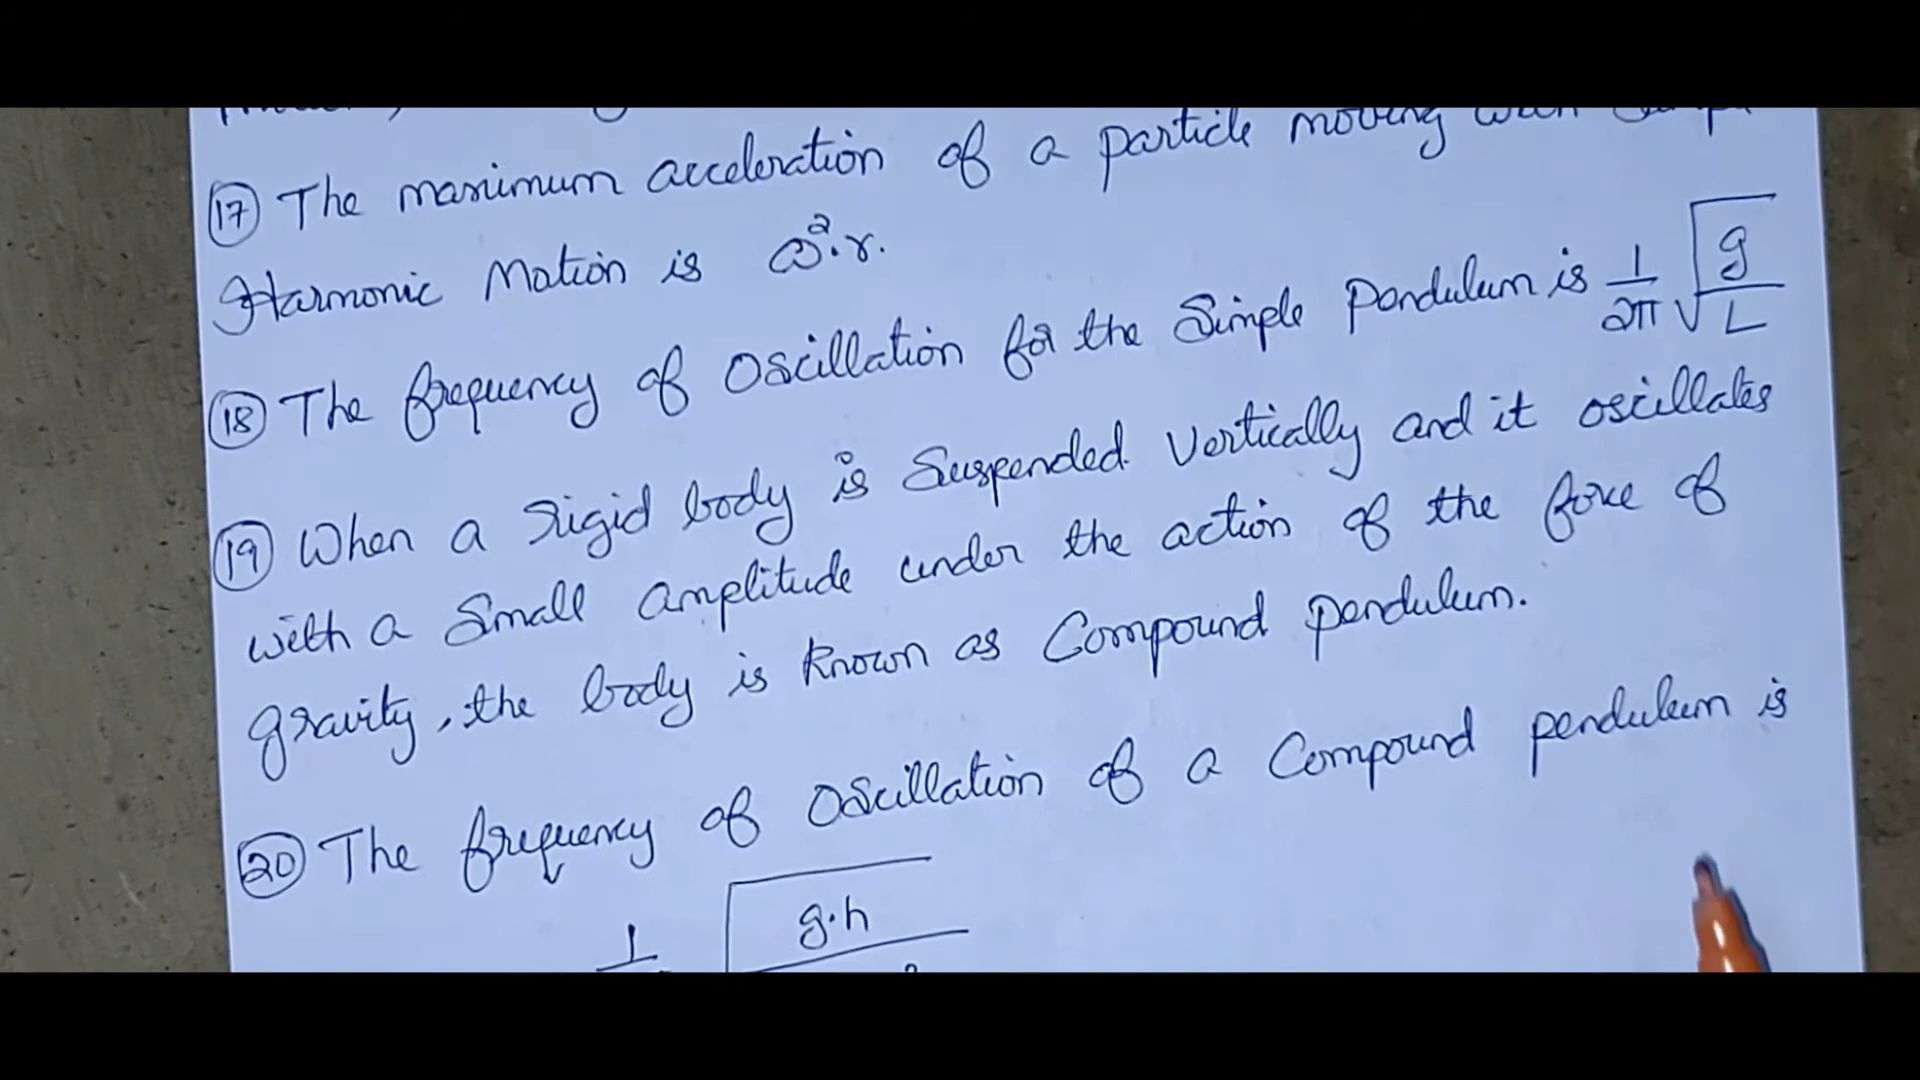 (17) The maximum acceleration of a particle moving with
Harmonic Motion is ω².r.
(18) The frequency of Oscillation for the Simple Pendulum is 1/2π √g/L
(19) When a rigid body is Suspended Vertically and it oscillates
with a Small amplitude under the action of the force of
gravity, the body is known as Compound pendulum.
(20) The frequency of Oscillation of a Compound pendulum is
1 √g.h